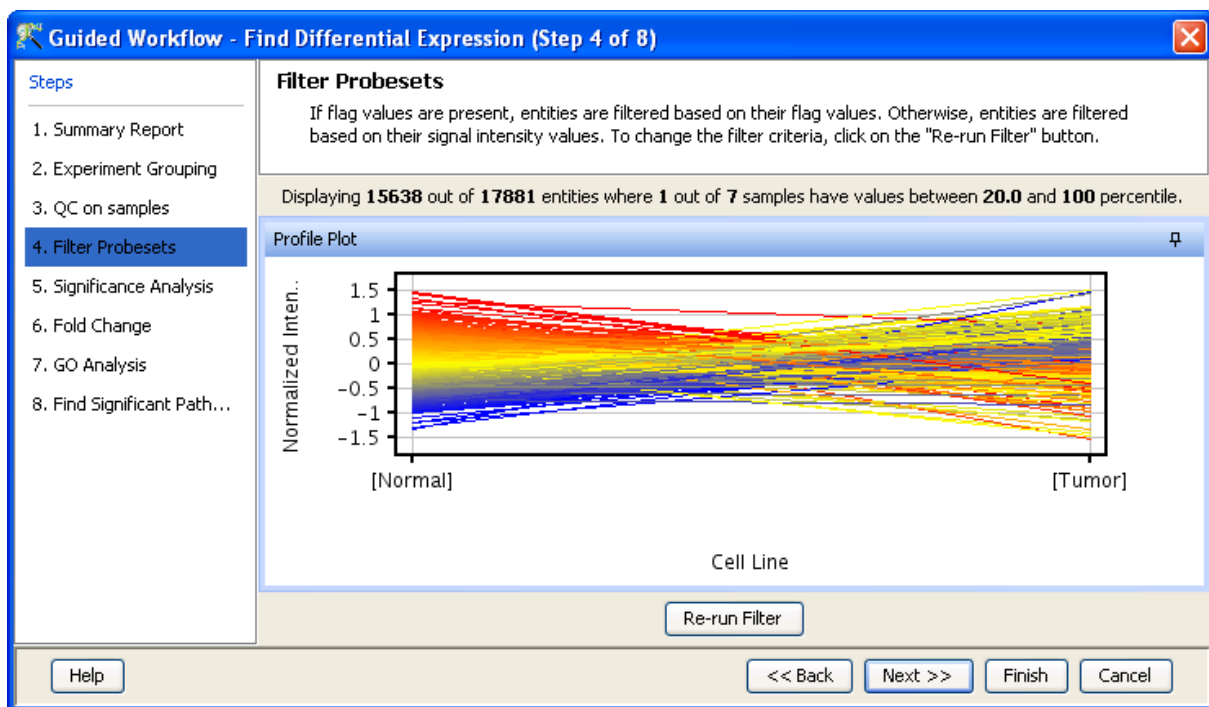 Guided Workflow - Find Differential Expression (Step 4 of 8)
Steps
1. Summary Report
2. Experiment Grouping
3. QC on samples
4. Filter Probesets
5. Significance Analysis
6. Fold Change
7. GO Analysis
8. Find Significant Path...
Filter Probesets
If flag values are present, entities are filtered based on their flag values. Otherwise, entities are filtered
based on their signal intensity values. To change the filter criteria, click on the "Re-run Filter" button.
Displaying 15638 out of 17881 entities where 1 out of 7 samples have values between 20.0 and 100 percentile.
Profile Plot
Normalized Inten..
1.5
1
0.5
0
-0.5
-1
-1.5
[Normal]
[Tumor]
Cell Line
Re-run Filter
Help
<< Back
Next >>
Finish
Cancel